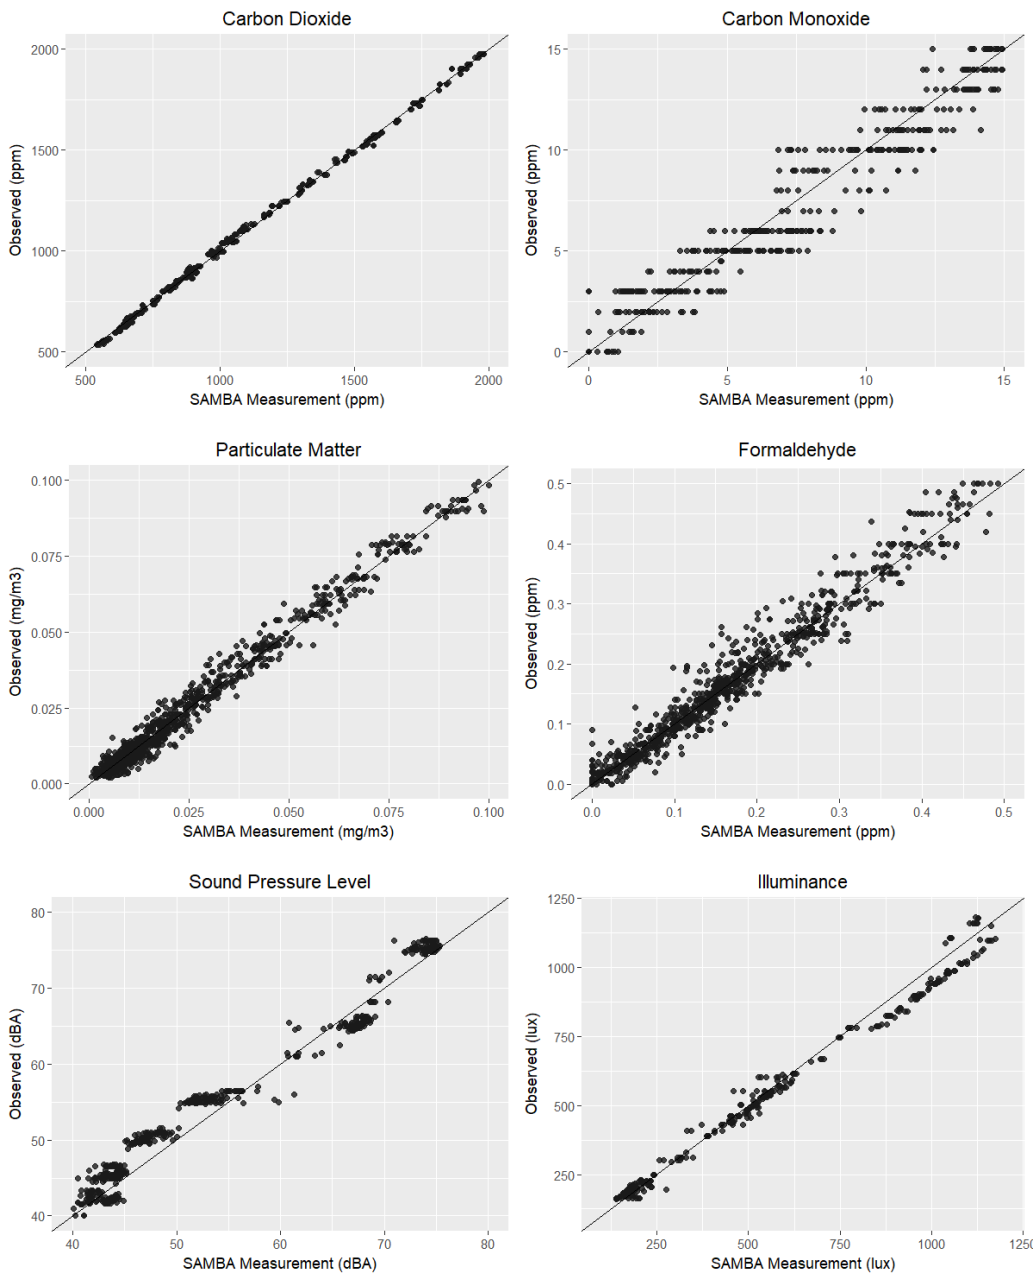 Carbon Dioxide
Observed (ppm)
2000
1500
1000
500
500 1000 1500 2000
SAMBA Measurement (ppm)
Carbon Monoxide
Observed (ppm)
15
10
5
0
0 5 10 15
SAMBA Measurement (ppm)
Particulate Matter
Observed (mg/m3)
0.100
0.075
0.050
0.025
0.000
0.000 0.025 0.050 0.075 0.100
SAMBA Measurement (mg/m3)
Formaldehyde
Observed (ppm)
0.5
0.4
0.3
0.2
0.1
0.0
0.0 0.1 0.2 0.3 0.4 0.5
SAMBA Measurement (ppm)
Sound Pressure Level
Observed (dBA)
80
70
60
50
40
40 50 60 70 80
SAMBA Measurement (dBA)
Illuminance
Observed (lux)
1250
1000
750
500
250
250 500 750 1000 1250
SAMBA Measurement (lux)